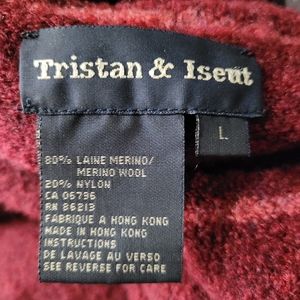 Tristan & Iseut
L
80% LAINE MERINO/
MERINO WOOL
20% NYLON
CA 06796
RN 86213
FABRIQUE A HONG KONG
MADE IN HONG KONG
INSTRUCTIONS
DE LAVAGE AU VERSO
SEE REVERSE FOR CARE